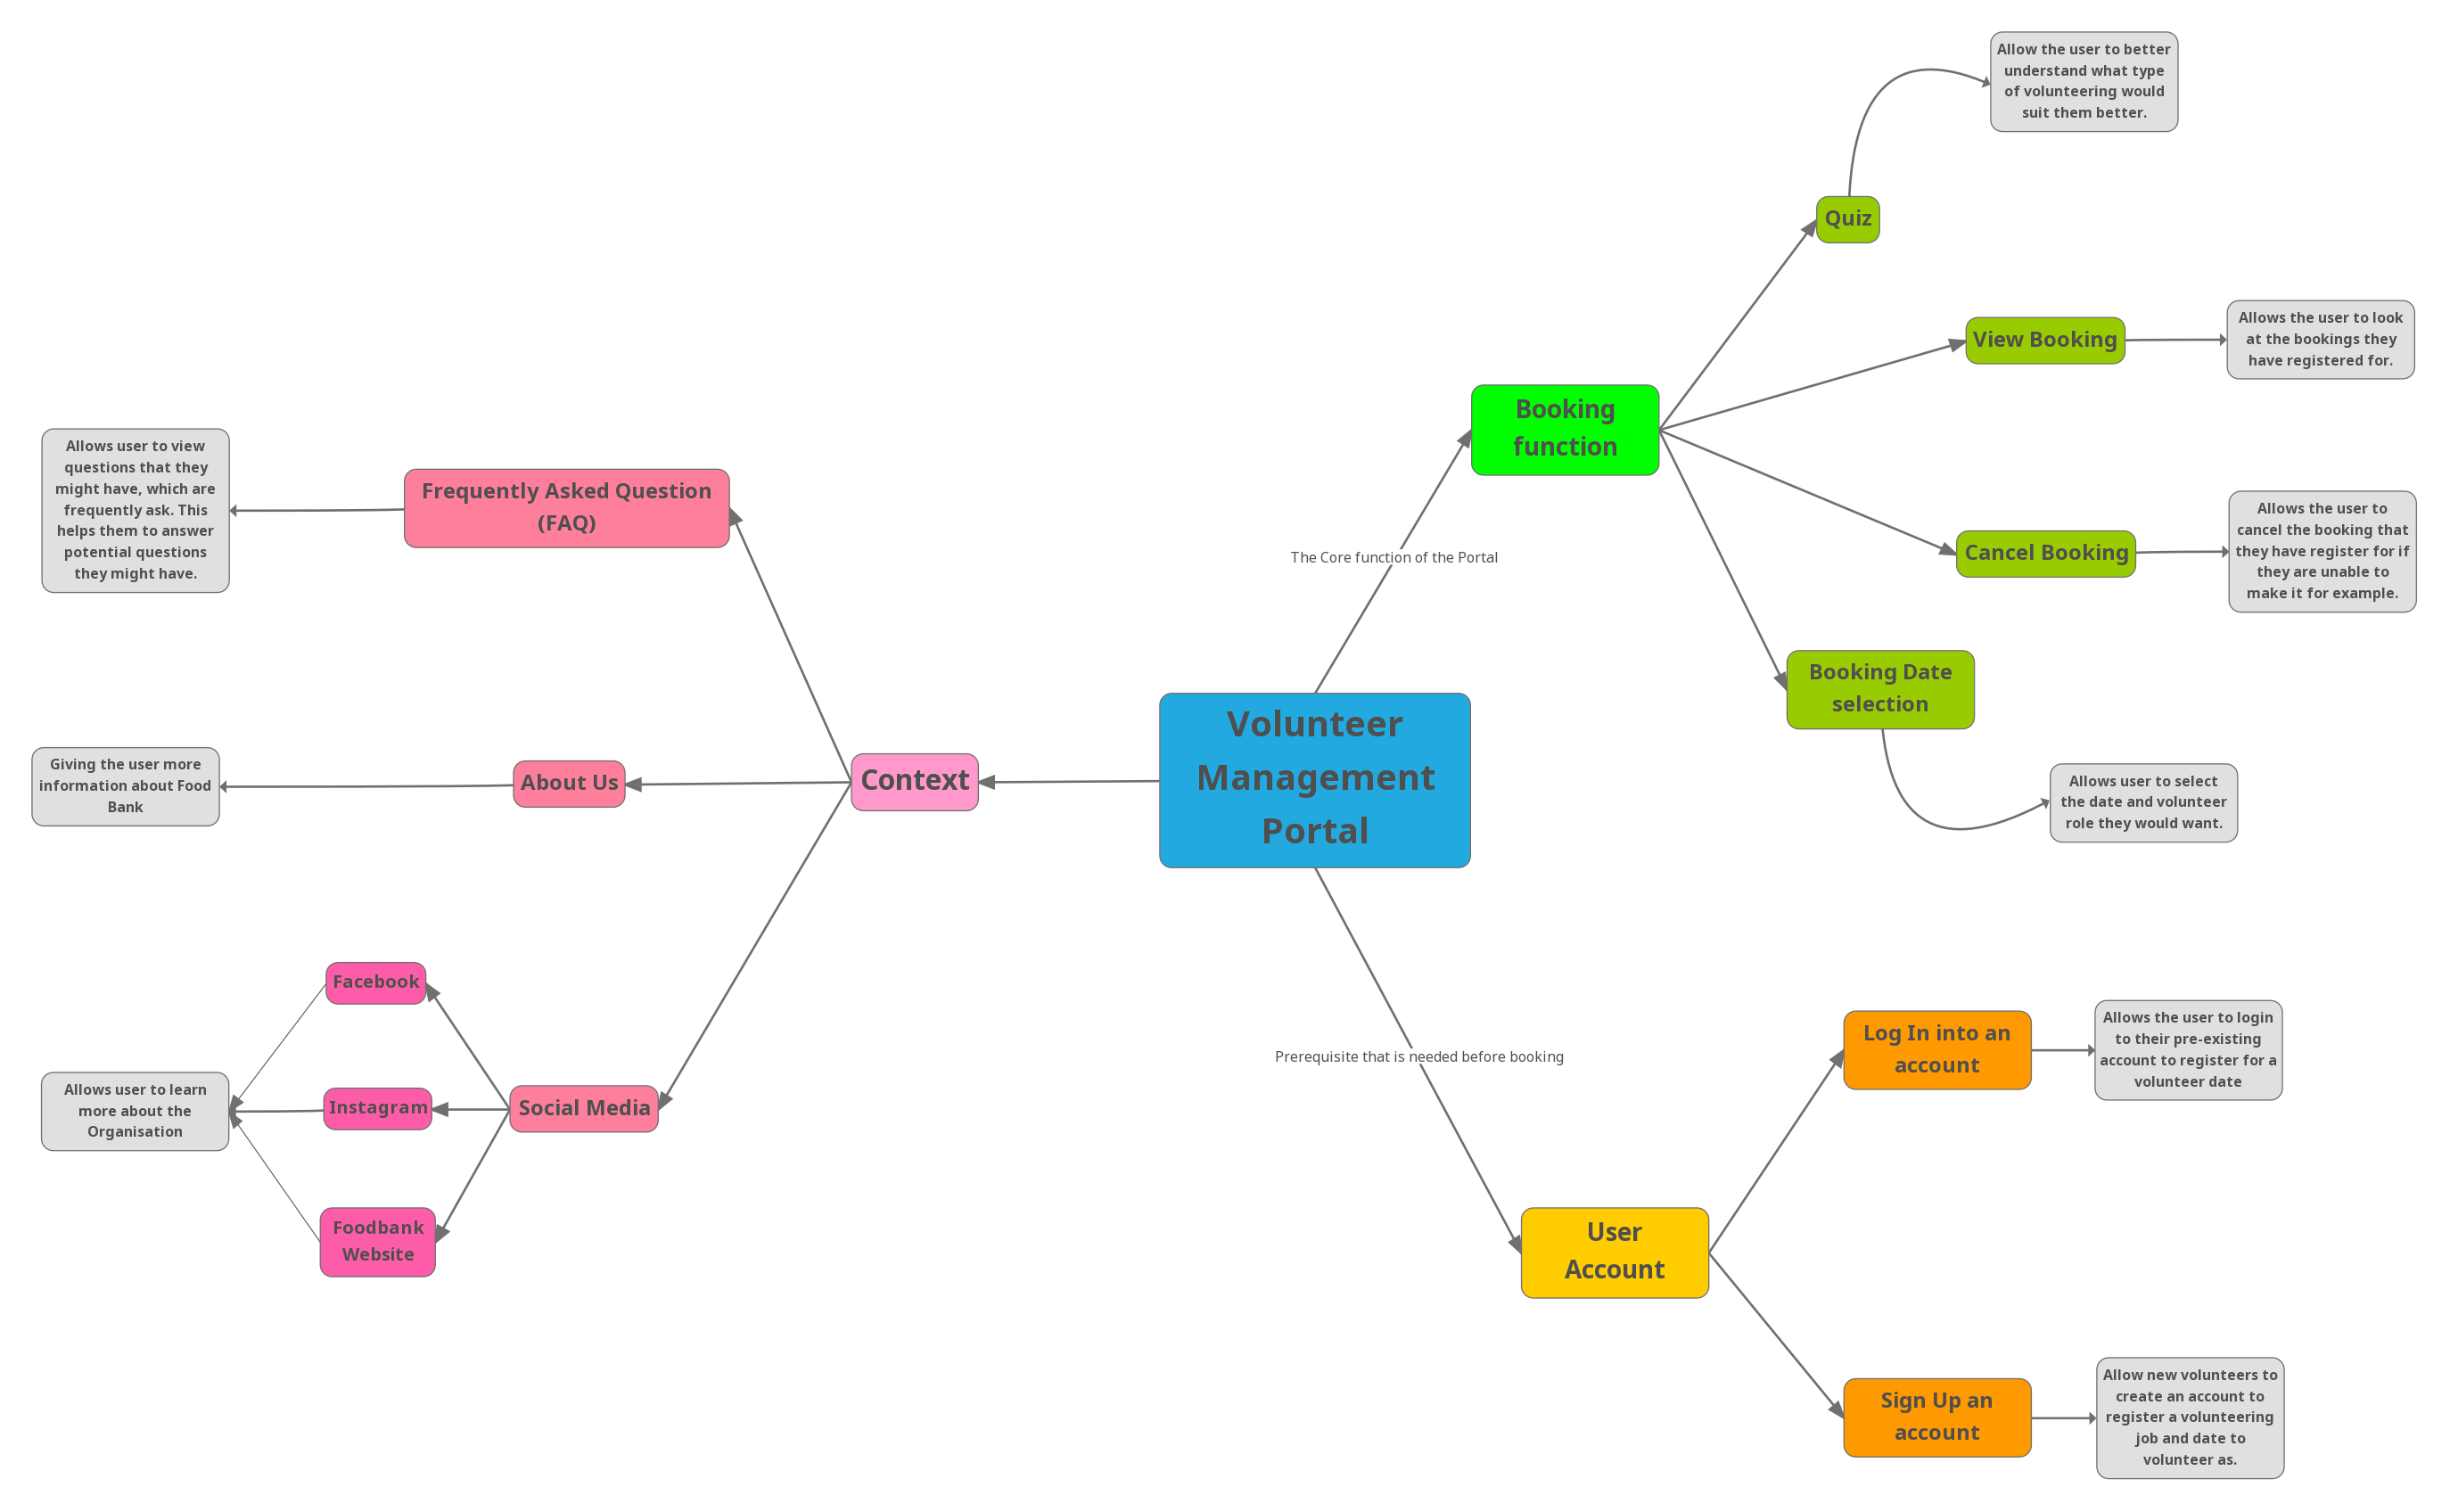 Allow the user to better
understand what type
of volunteering would
suit them better.
Quiz
View Booking
Allows the user to look
at the bookings they
have registered for.
Booking
function
Cancel Booking
Allows the user to
cancel the booking that
they have register for if
they are unable to
make it for example.
Booking Date
selection
Allows user to select
the date and volunteer
role they would want.
The Core function of the Portal
Volunteer
Management
Portal
Context
Frequently Asked Question
(FAQ)
Allows user to view
questions that they
might have, which are
frequently ask. This
helps them to answer
potential questions
they might have.
About Us
Giving the user more
information about Food
Bank
Social Media
Facebook
Instagram
Foodbank
Website
Allows user to learn
more about the
Organisation
Prerequisite that is needed before booking
User
Account
Log In into an
account
Allows the user to login
to their pre-existing
account to register for a
volunteer date
Sign Up an
account
Allow new volunteers to
create an account to
register a volunteering
job and date to
volunteer as.